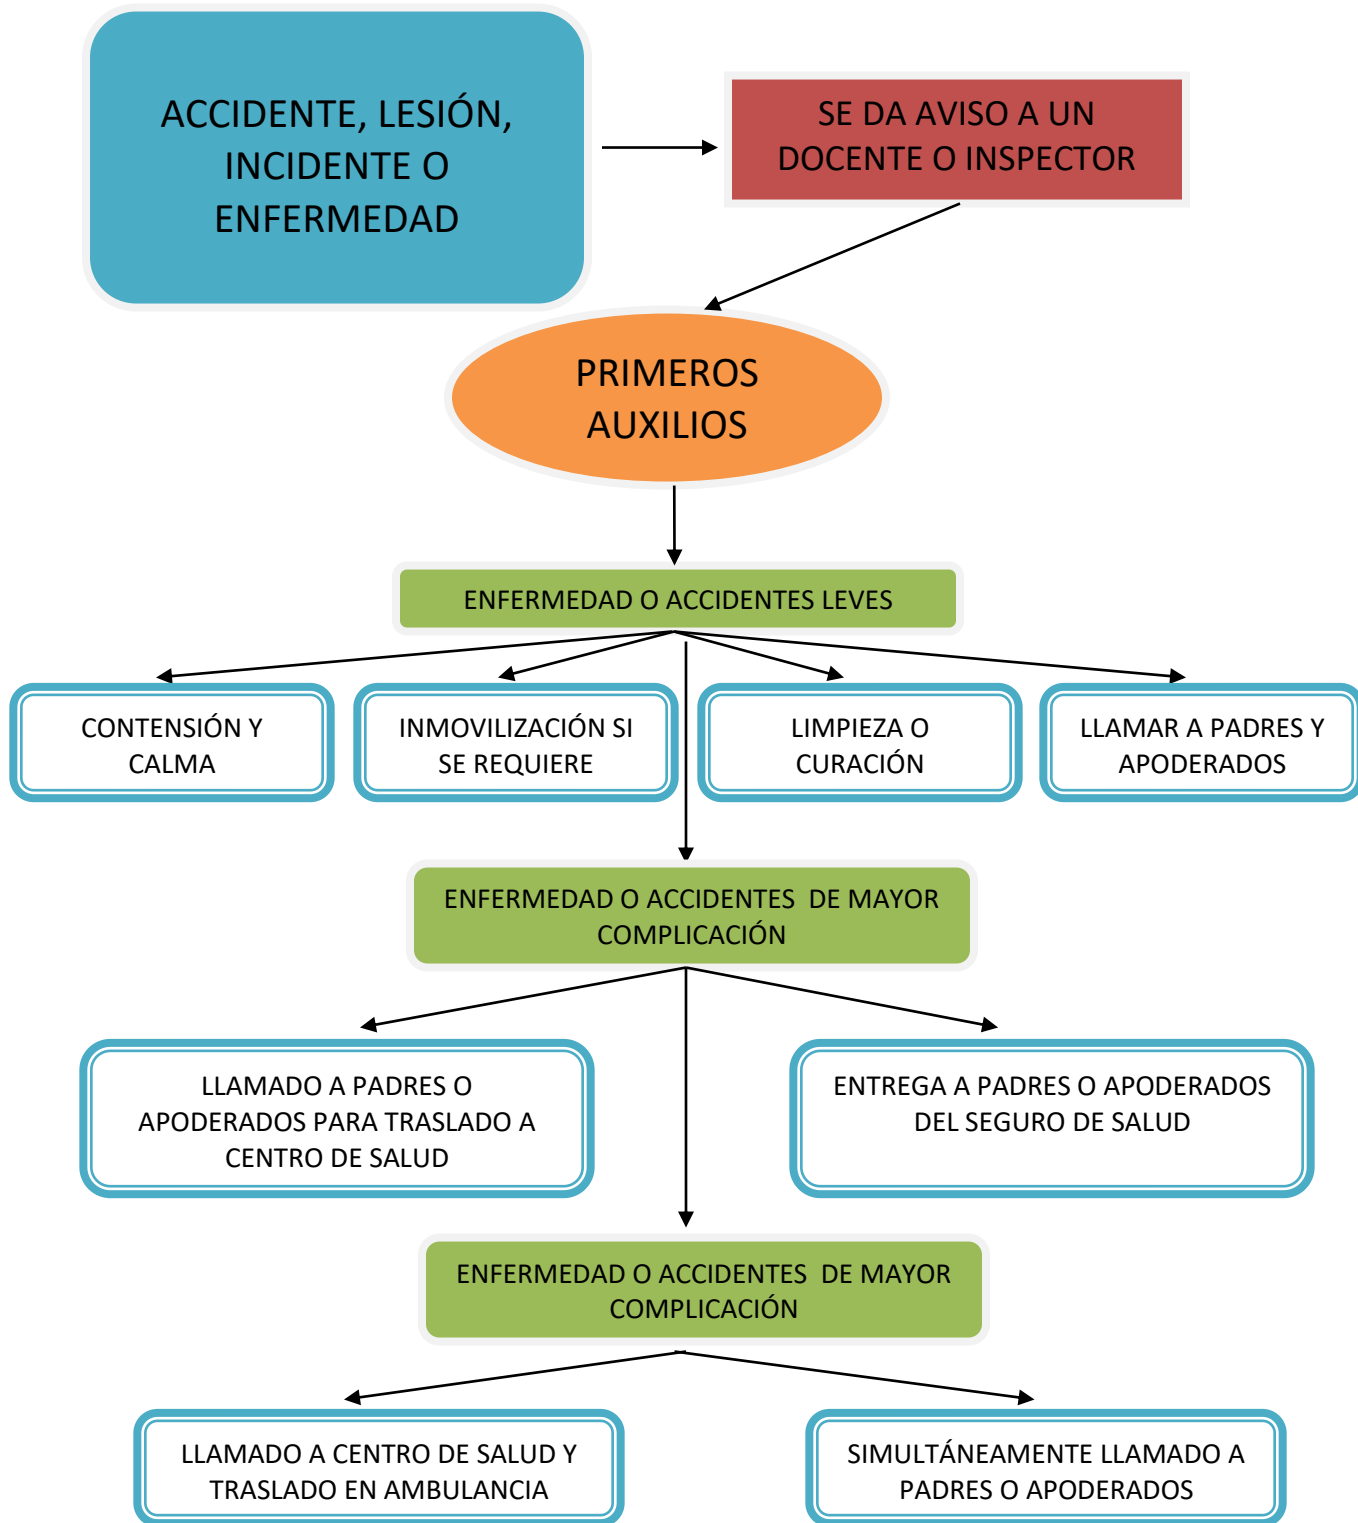 ACCIDENTE, LESIÓN,
INCIDENTE O
ENFERMEDAD
SE DA AVISO A UN
DOCENTE O INSPECTOR
PRIMEROS
AUXILIOS
ENFERMEDAD O ACCIDENTES LEVES
CONTENSIÓN Y
CALMA
INMOVILIZACIÓN SI
SE REQUIERE
LIMPIEZA O
CURACIÓN
LLAMAR A PADRES Y
APODERADOS
ENFERMEDAD O ACCIDENTES DE MAYOR
COMPLICACIÓN
LLAMADO A PADRES O
APODERADOS PARA TRASLADO A
CENTRO DE SALUD
ENTREGA A PADRES O APODERADOS
DEL SEGURO DE SALUD
ENFERMEDAD O ACCIDENTES DE MAYOR
COMPLICACIÓN
LLAMADO A CENTRO DE SALUD Y
TRASLADO EN AMBULANCIA
SIMULTÁNEAMENTE LLAMADO A
PADRES O APODERADOS